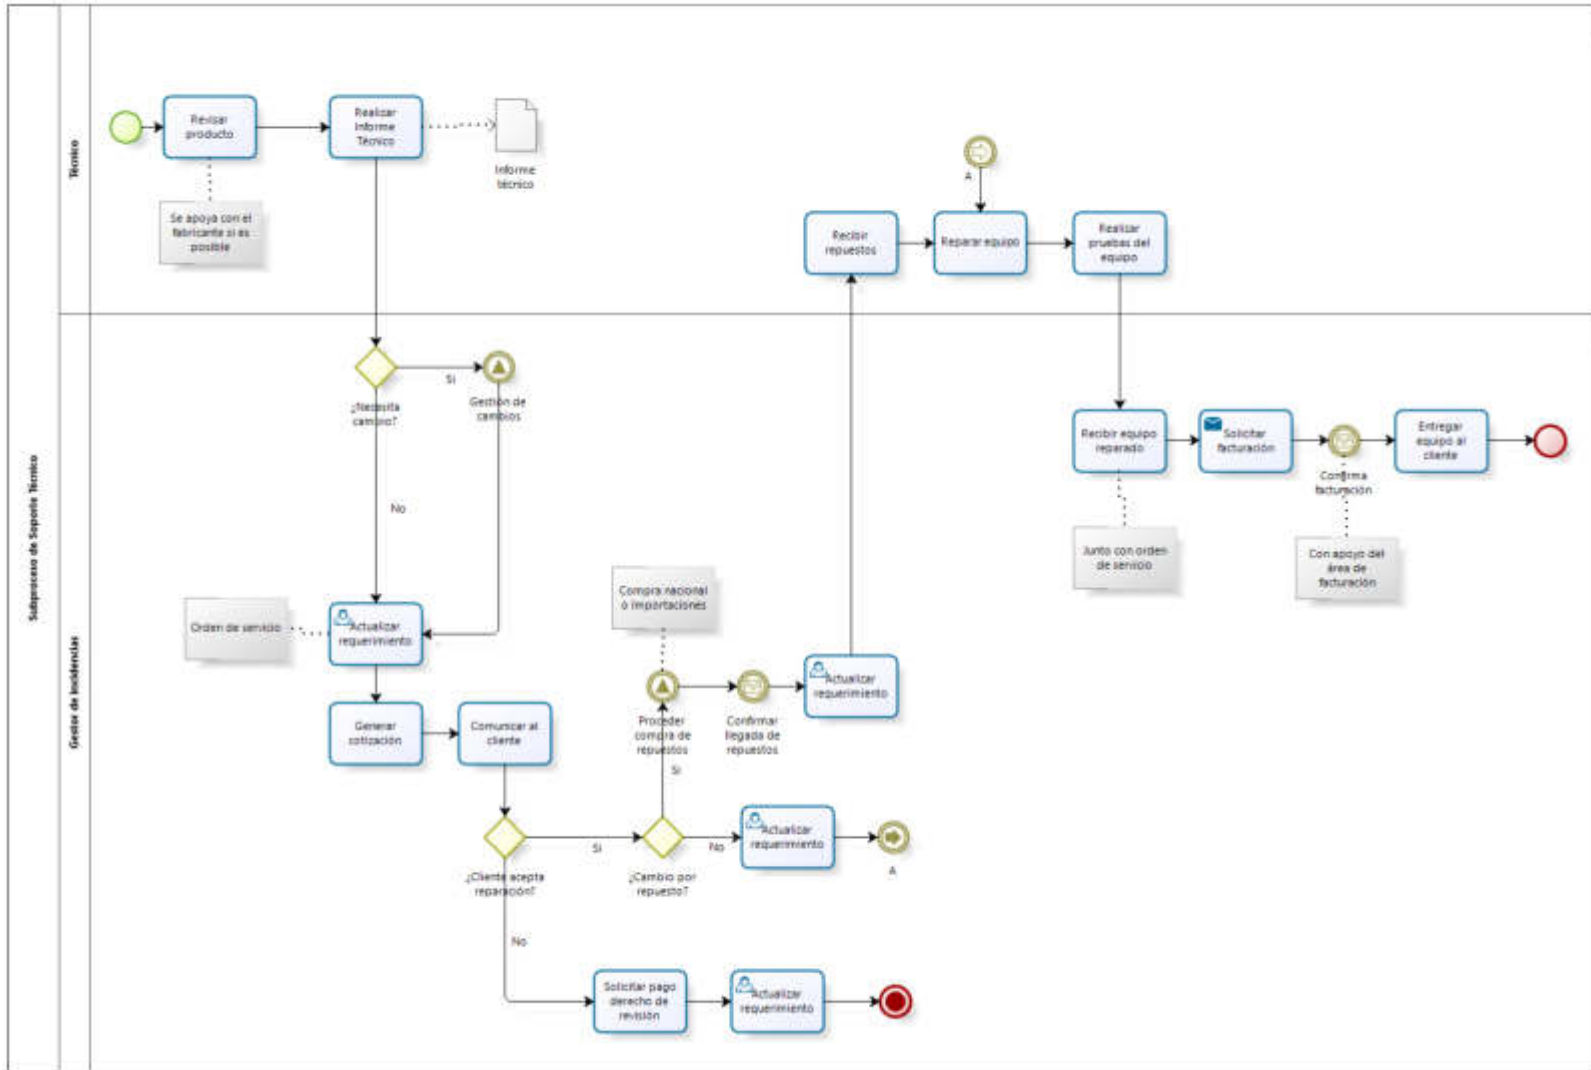 Subproceso de Soporte Técnico
Técnico
Revisar
producto
Realizar
Informe
Técnico
Informe
técnico
Se apoya con el
fabricante si es
posible
A
Recibir
repuestos
Reparar equipo
Realizar
pruebas del
equipo
Gestor de Incidencias
¿Necesita
cambio?
Si
Gestión de
cambios
No
Orden de servicio
Actualizar
requerimiento
Generar
cotización
Comunicar al
cliente
¿Cliente acepta
reparación?
Si
¿Cambio por
repuesto?
Si
Proceder
compra de
repuestos
Compra nacional
o importaciones
Confirmar
llegada de
repuestos
Actualizar
requerimiento
No
Actualizar
requerimiento
A
No
Solicitar pago
derecho de
revisión
Actualizar
requerimiento
Recibir equipo
reparado
Junto con orden
de servicio
Solicitar
facturación
Confirma
facturación
Con apoyo del
área de
facturación
Entregar
equipo al
cliente